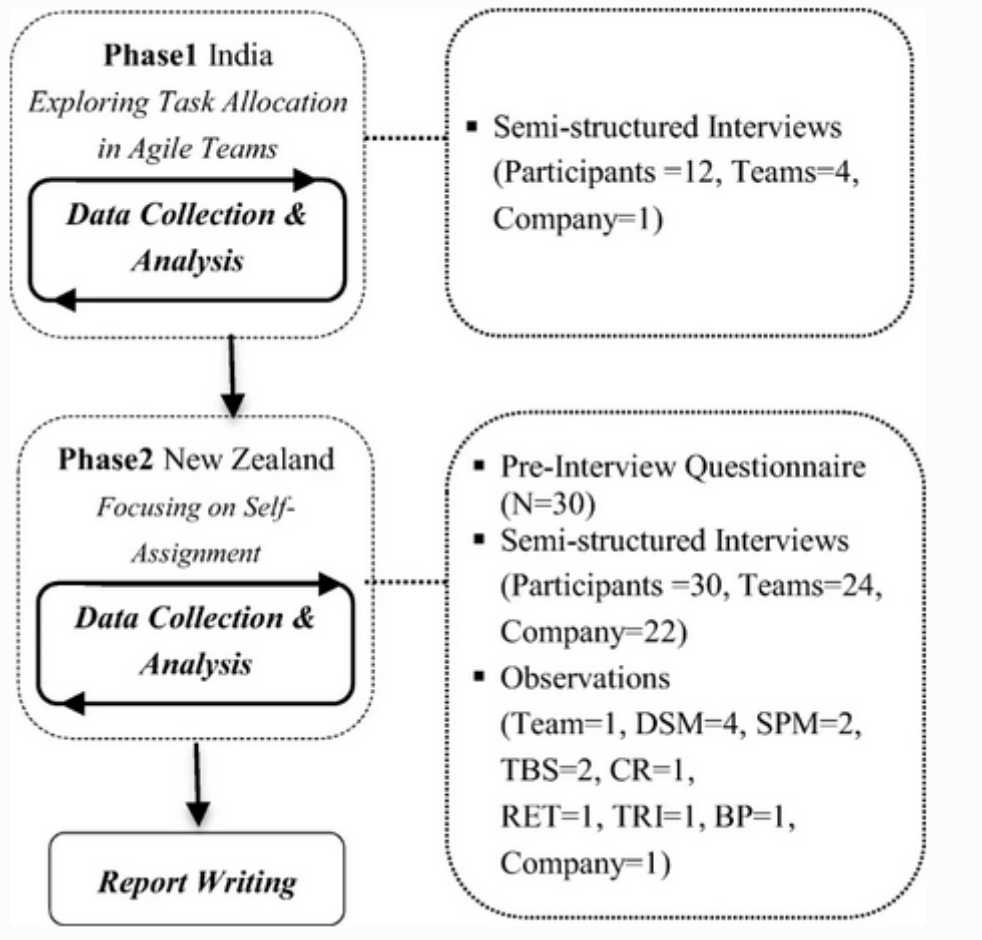 Phase1 India
Exploring Task Allocation
in Agile Teams
Data Collection &
Analysis
▪ Semi-structured Interviews
(Participants =12, Teams=4,
Company=1)
Phase2 New Zealand
Focusing on Self-
Assignment
Data Collection &
Analysis
▪ Pre-Interview Questionnaire
(N=30)
▪ Semi-structured Interviews
(Participants =30, Teams=24,
Company=22)
▪ Observations
(Team=1, DSM=4, SPM=2,
TBS=2, CR=1,
RET=1, TRI=1, BP=1,
Company=1)
Report Writing